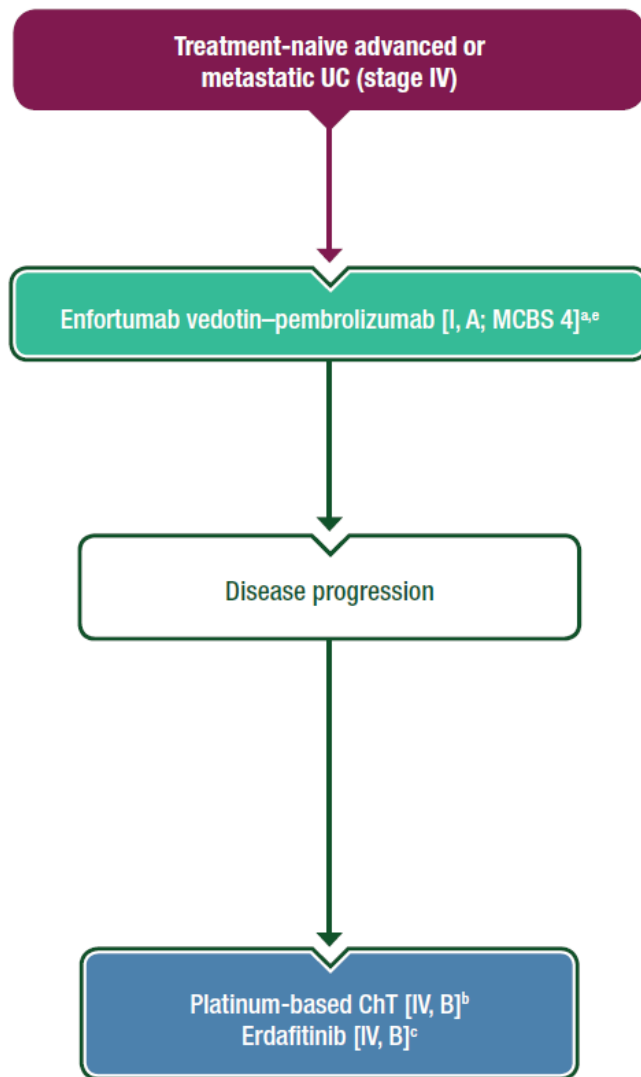 Treatment-naive advanced or
metastatic UC (stage IV)
Enfortumab vedotin–pembrolizumab [I, A; MCBS 4]a,e
Disease progression
Platinum-based ChT [IV, B]b
Erdafitinib [IV, B]c